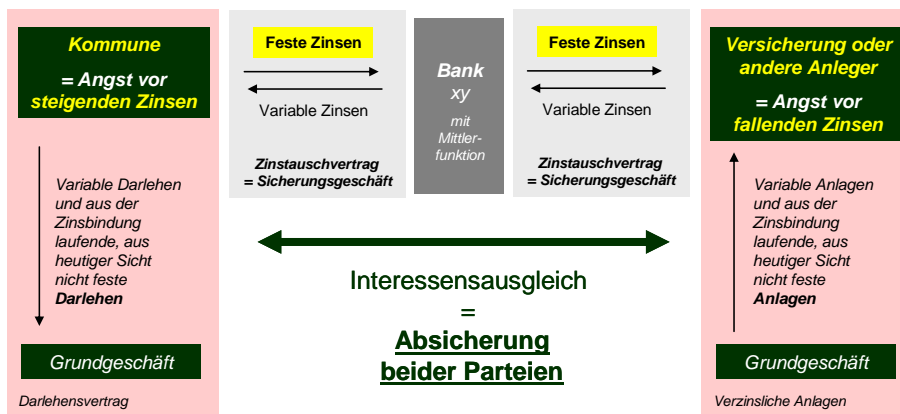 Kommune
= Angst vor
steigenden Zinsen
Variable Darlehen
und aus der
Zinsbindung
laufende, aus
heutiger Sicht
nicht feste
Darlehen
Grundgeschäft
Darlehensvertrag
Feste Zinsen
Variable Zinsen
Zinstauschvertrag
= Sicherungsgeschäft
Bank
xy
mit
Mittler-
funktion
Feste Zinsen
Variable Zinsen
Zinstauschvertrag
= Sicherungsgeschäft
Interessensausgleich
=
Absicherung
beider Parteien
Versicherung oder
andere Anleger
= Angst vor
fallenden Zinsen
Variable Anlagen
und aus der
Zinsbindung
laufende, aus
heutiger Sicht
nicht feste
Anlagen
Grundgeschäft
Verzinsliche Anlagen